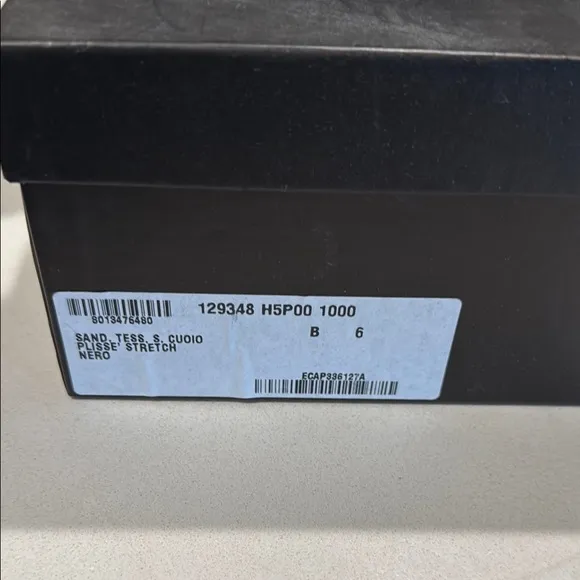 129348 H5P00 1000
B 6
8013476480
SAND. TESS. S. CUOIO
PLISSE' STRETCH
NERO
ECAP336127A